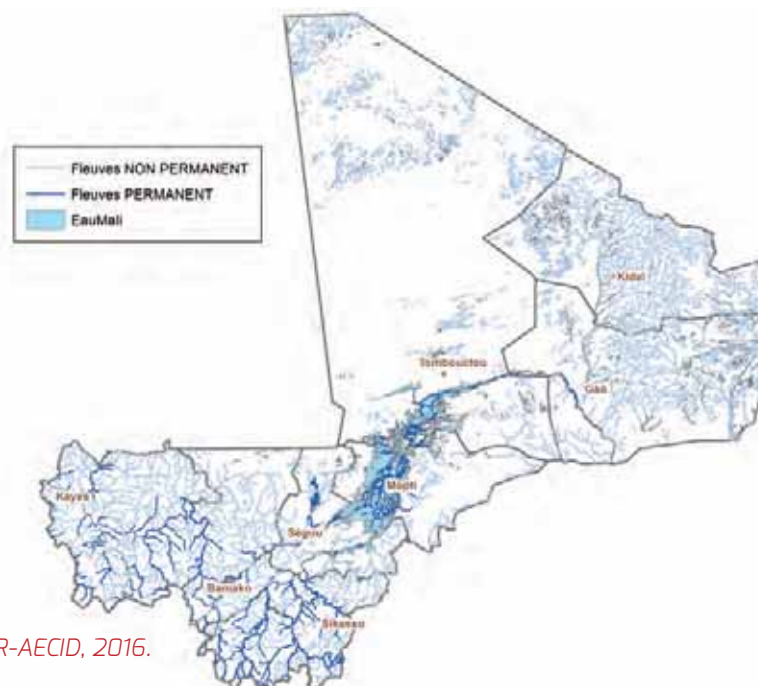 Fleuves NON PERMANENT
Fleuves PERMANENT
EauMali
Kidal
Tombouctou
Gao
Mopti
Kayes
Ségou
Bamako
Sikasso
R-AECID, 2016.